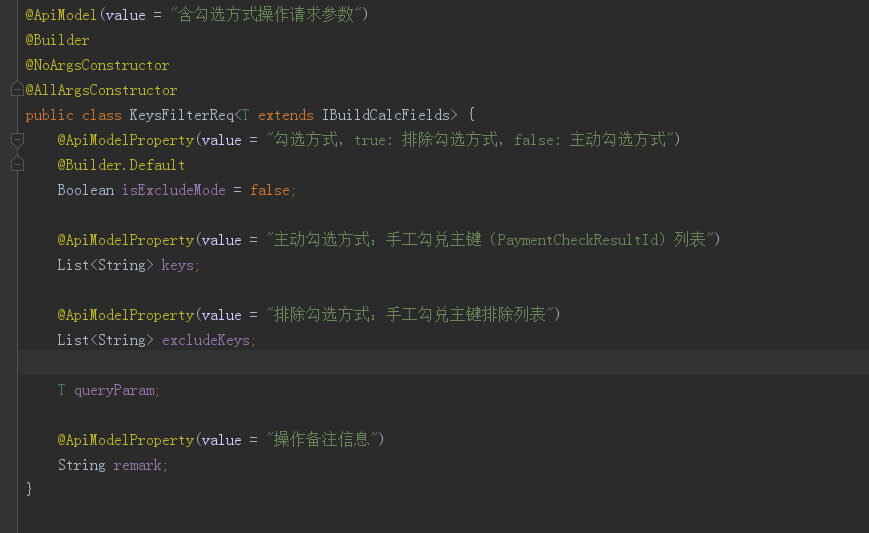 @ApiModel(value = "含勾选方式操作请求参数")
@Builder
@NoArgsConstructor
@AllArgsConstructor
public class KeysFilterReq<T extends IBuildCalcFields> {
@ApiModelProperty(value = "勾选方式, true: 排除勾选方式, false: 主动勾选方式")
@Builder.Default
Boolean isExcludeMode = false;
@ApiModelProperty(value = "主动勾选方式: 手工勾兑主键（PaymentCheckResultId）列表")
List<String> keys;
@ApiModelProperty(value = "排除勾选方式: 手工勾兑主键排除列表")
List<String> excludeKeys;
T queryParam;
@ApiModelProperty(value = "操作备注信息")
String remark;
}